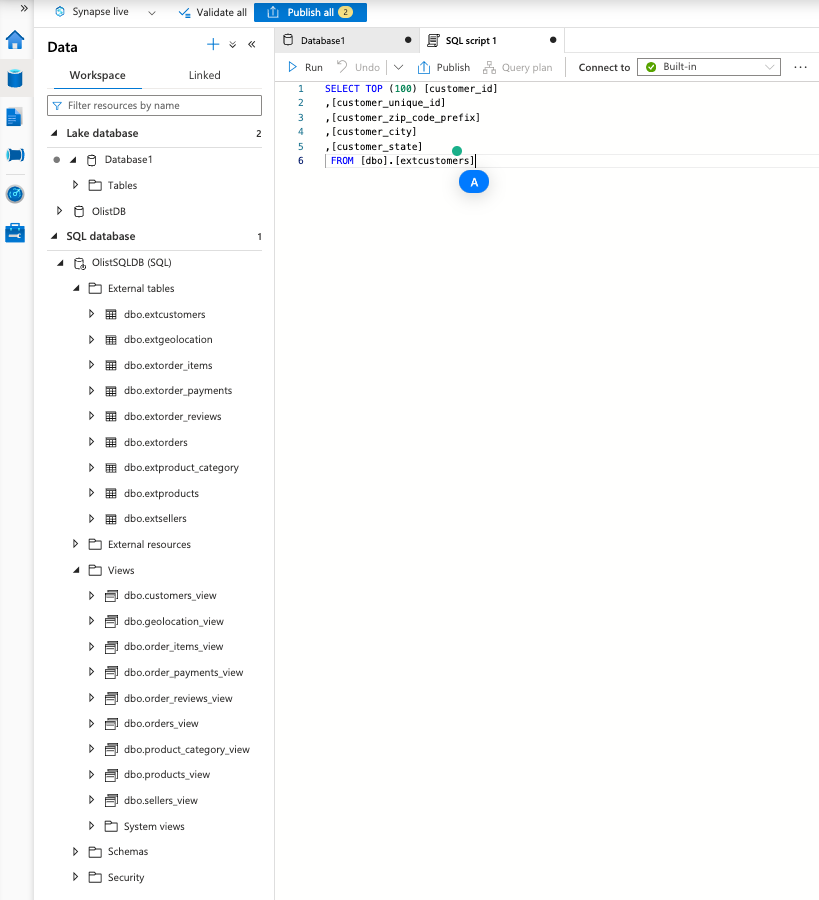 Synapse live
Validate all
Publish all 2
Data
Workspace Linked
Filter resources by name
Lake database 2
Database1
Tables
OlistDB
SQL database 1
OlistSQLDB (SQL)
External tables
dbo.extcustomers
dbo.extgeolocation
dbo.extorder_items
dbo.extorder_payments
dbo.extorder_reviews
dbo.extorders
dbo.extproduct_category
dbo.extproducts
dbo.extsellers
External resources
Views
dbo.customers_view
dbo.geolocation_view
dbo.order_items_view
dbo.order_payments_view
dbo.order_reviews_view
dbo.orders_view
dbo.product_category_view
dbo.products_view
dbo.sellers_view
System views
Schemas
Security
Database1
SQL script 1
Run Undo Publish Query plan Connect to Built-in
1 SELECT TOP (100) [customer_id]
2 ,[customer_unique_id]
3 ,[customer_zip_code_prefix]
4 ,[customer_city]
5 ,[customer_state]
6 FROM [dbo].[extcustomers]
A